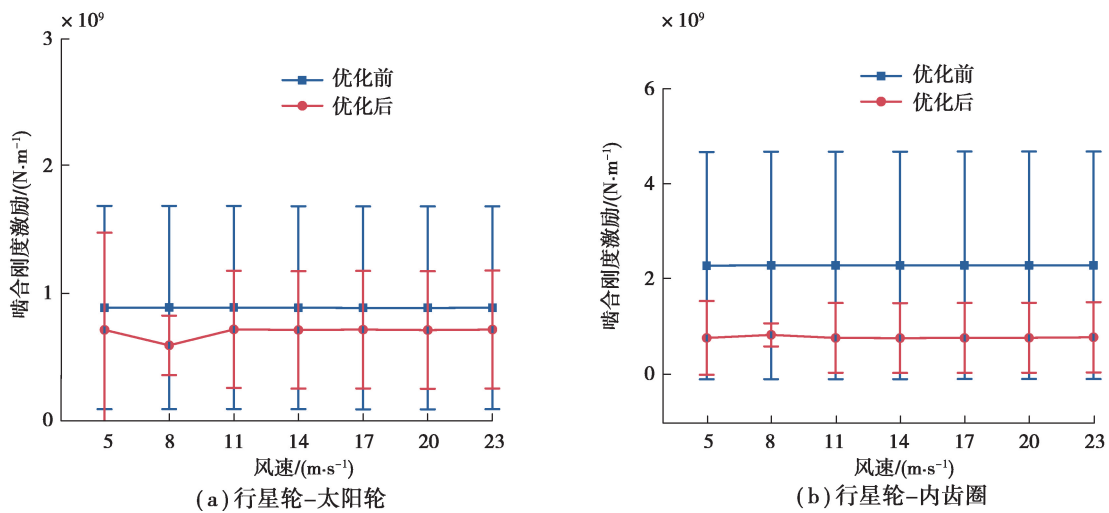 × 10⁹
3
2
1
0
啮合刚度激励/(N·m⁻¹)
优化前
优化后
5 8 11 14 17 20 23
风速/(m·s⁻¹)
(a)行星轮–太阳轮
× 10⁹
6
4
2
0
啮合刚度激励/(N·m⁻¹)
优化前
优化后
5 8 11 14 17 20 23
风速/(m·s⁻¹)
(b)行星轮–内齿圈